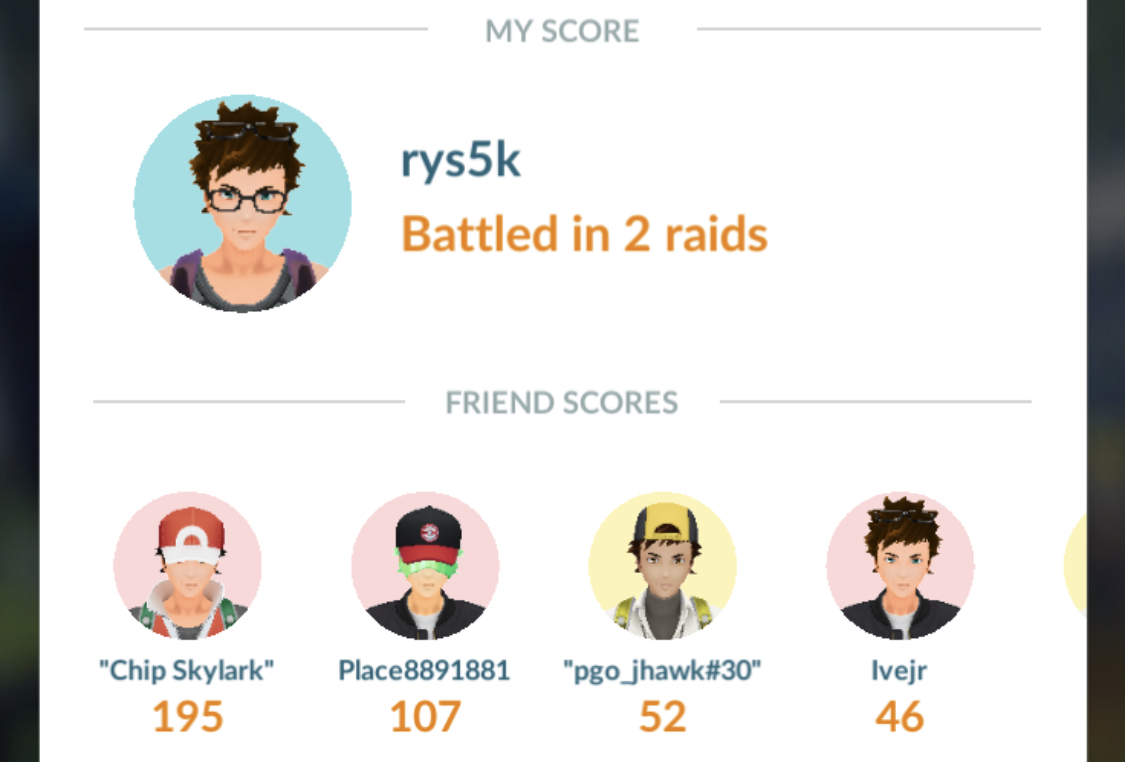 MY SCORE
rys5k
Battled in 2 raids
FRIEND SCORES
"Chip Skylark" Place8891881 "pgo_jhawk#30" Ivejr
195 107 52 46